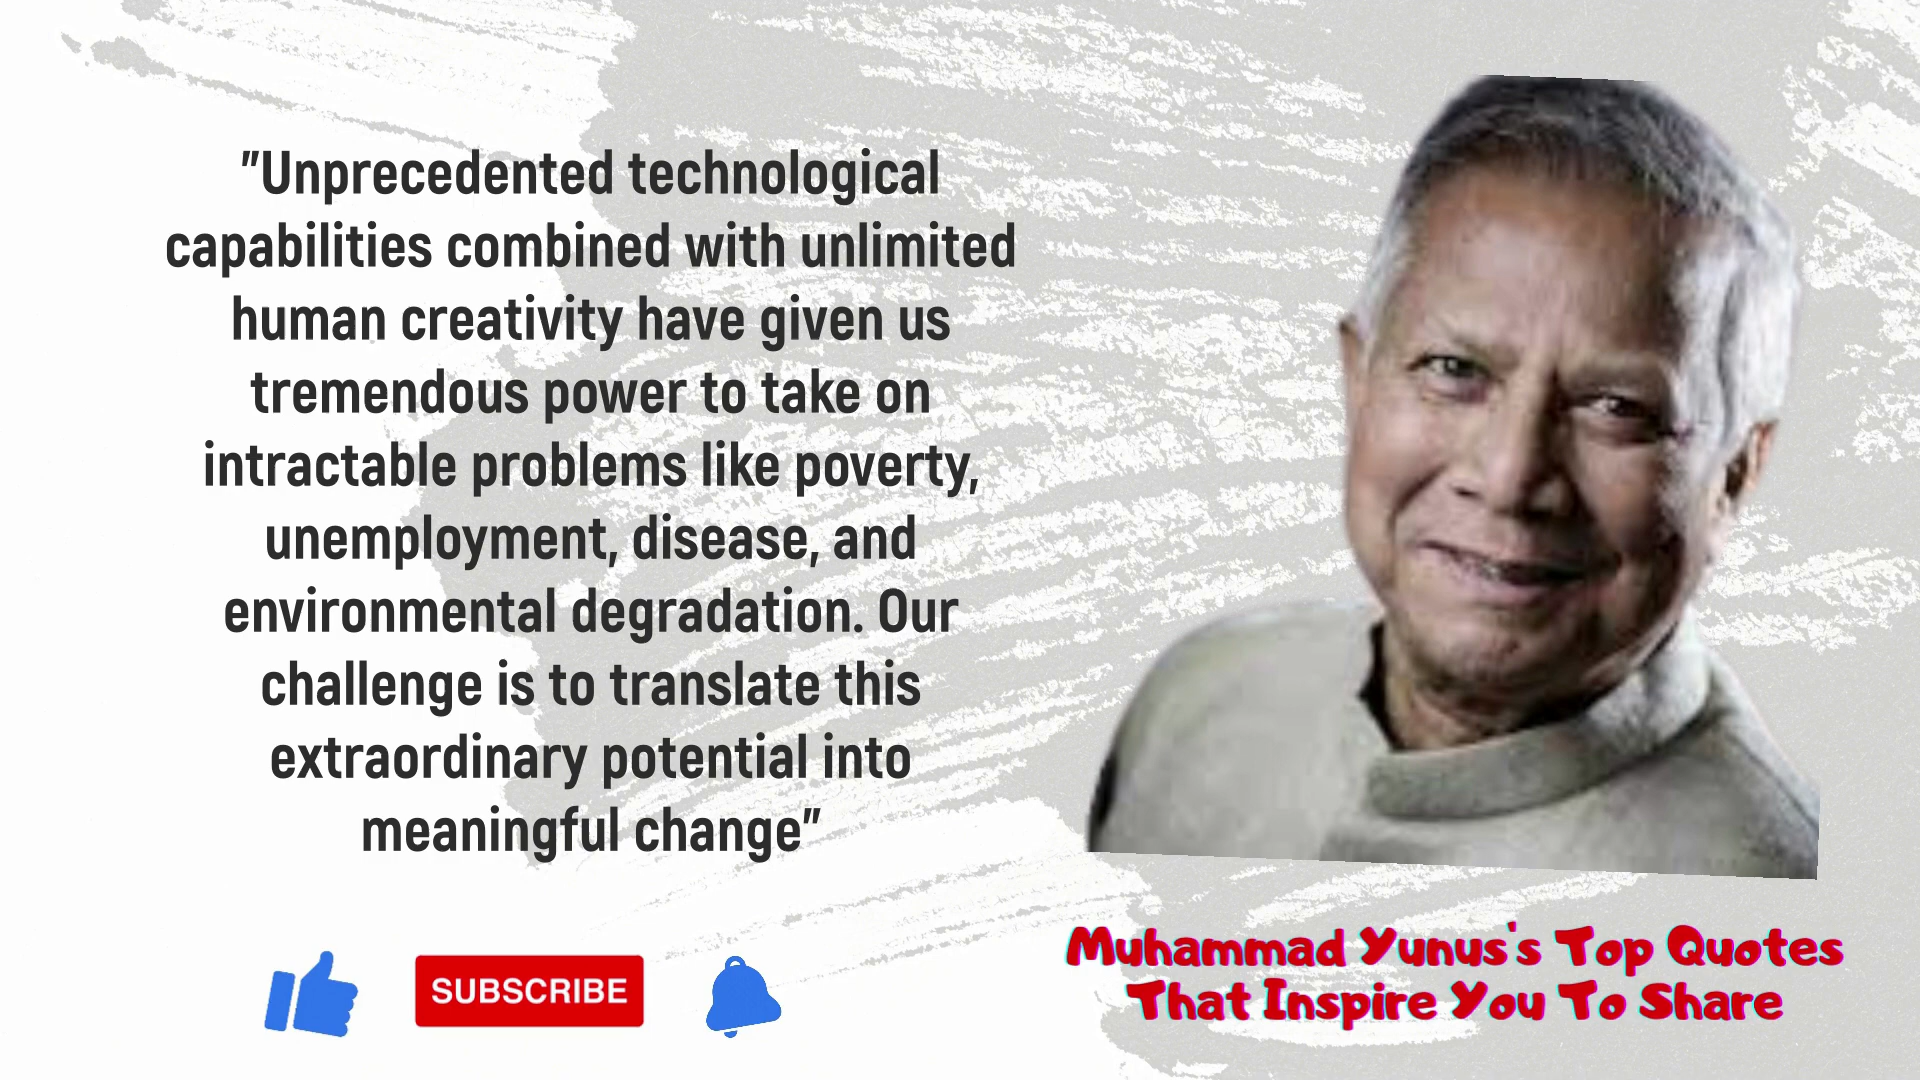 "Unprecedented technological
capabilities combined with unlimited
human creativity have given us
tremendous power to take on
intractable problems like poverty,
unemployment, disease, and
environmental degradation. Our
challenge is to translate this
extraordinary potential into
meaningful change"
SUBSCRIBE
Muhammad Yunus's Top Quotes
That Inspire You To Share